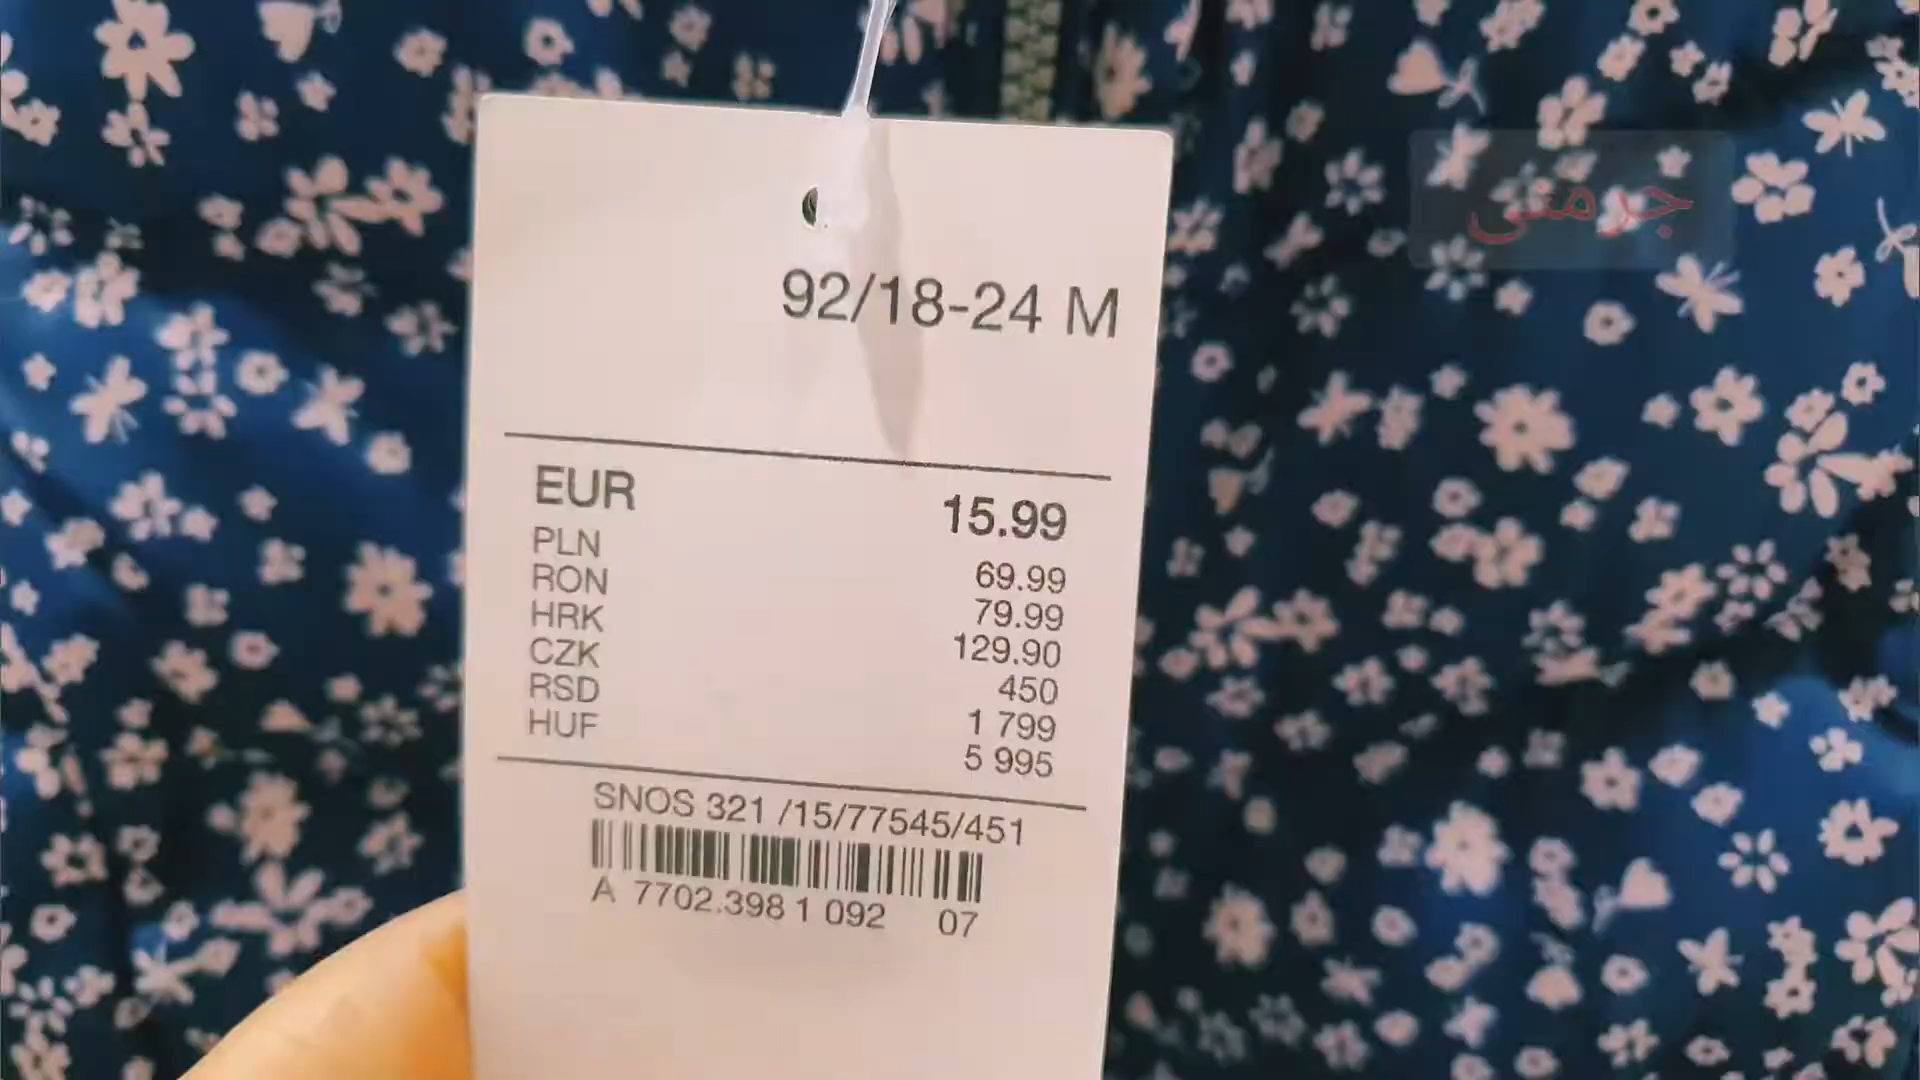 جرمنی
92/18-24 M
EUR 15.99
PLN 69.99
RON 79.99
HRK 129.90
CZK 450
RSD 1 799
HUF 5 995
SNOS 321 /15/77545/451
A 7702.398 1 092 07